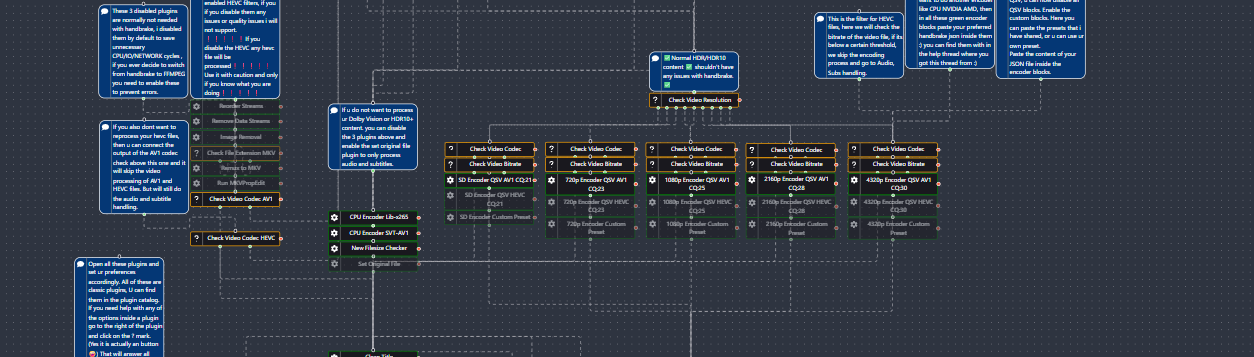 These 3 disabled plugins
are normally not needed
with handbrake, I disabled
them by default to save
unnecessary
CPU/IO/NETWORK cycles ,
if you ever decide to switch
from handbrake to FFMPEG
you need to enable these
to prevent errors.
enabled HEVC filters, if you
if you disable them any
issues or quality issues i will
not support.
❗❗❗❗❗If you
disable the HEVC any hevc
file will be
processed❗❗❗❗❗
Use it with caution and only
if you know what you are
doing❗❗❗❗❗
Reorder Streams
Remove Data Streams
Image Removal
Check File Extension MKV
Remux to MKV
Run MKVPropEdit
Check Video Codec AV1
Check Video Codec HEVC
If you also dont want to
reprocess your hevc files,
then u can connect the
output of the AV1 codec
check above this one and it
will skip the video
processing of AV1 and
HEVC files. But will still do
the audio and subtitle
handling.
Open all these plugins and
set ur preferences
accordingly. All of these are
classic plugins, U can find
them in the plugin catalog.
If you need help with any of
the options inside a plugin
go to the right of the plugin
and click on the ? mark.
(Yes it is actually an button
) That will answer all
If u do not want to process
ur Dolby Vision or HDR10+
content. you can disable
the 3 plugins above and
enable the set original file
plugin to only process
audio and subtitles.
CPU Encoder Lib-x265
CPU Encoder SVT-AV1
New Filesize Checker
Set Original File
✅Normal HDR/HDR10
content ✅ shouldn't have
any issues with handbrake.
✅
Check Video Resolution
Check Video Codec
Check Video Bitrate
SD Encoder QSV AV1 CQ:21
SD Encoder QSV HEVC
CQ:21
SD Encoder Custom Preset
Check Video Codec
Check Video Bitrate
720p Encoder QSV AV1
CQ:23
720p Encoder QSV HEVC
CQ:23
720p Encoder Custom
Preset
Check Video Codec
Check Video Bitrate
1080p Encoder QSV AV1
CQ:25
1080p Encoder QSV HEVC
CQ:25
1080p Encoder Custom
Preset
Check Video Codec
Check Video Bitrate
2160p Encoder QSV AV1
CQ:28
2160p Encoder QSV HEVC
CQ:28
2160p Encoder Custom
Preset
Check Video Codec
Check Video Bitrate
4320p Encoder QSV AV1
CQ:30
4320p Encoder QSV HEVC
CQ:30
4320p Encoder Custom
Preset
This is the filter for HEVC
files, here we will check the
bitrate of the video file, if its
below a certain threshold,
we skip the encoding
process and go to Audio,
Subs handling.
like CPU NVIDIA AMD, then
in all these green encoder
blocks paste your preferred
handbrake json inside them
:) you can find them with in
the help thread where you
got this thread from :)
QSV blocks. Enable the
custom blocks. Here you
can paste the presets that i
have shared, or u can use ur
own preset.
Paste the content of your
JSON file inside the
encoder blocks.